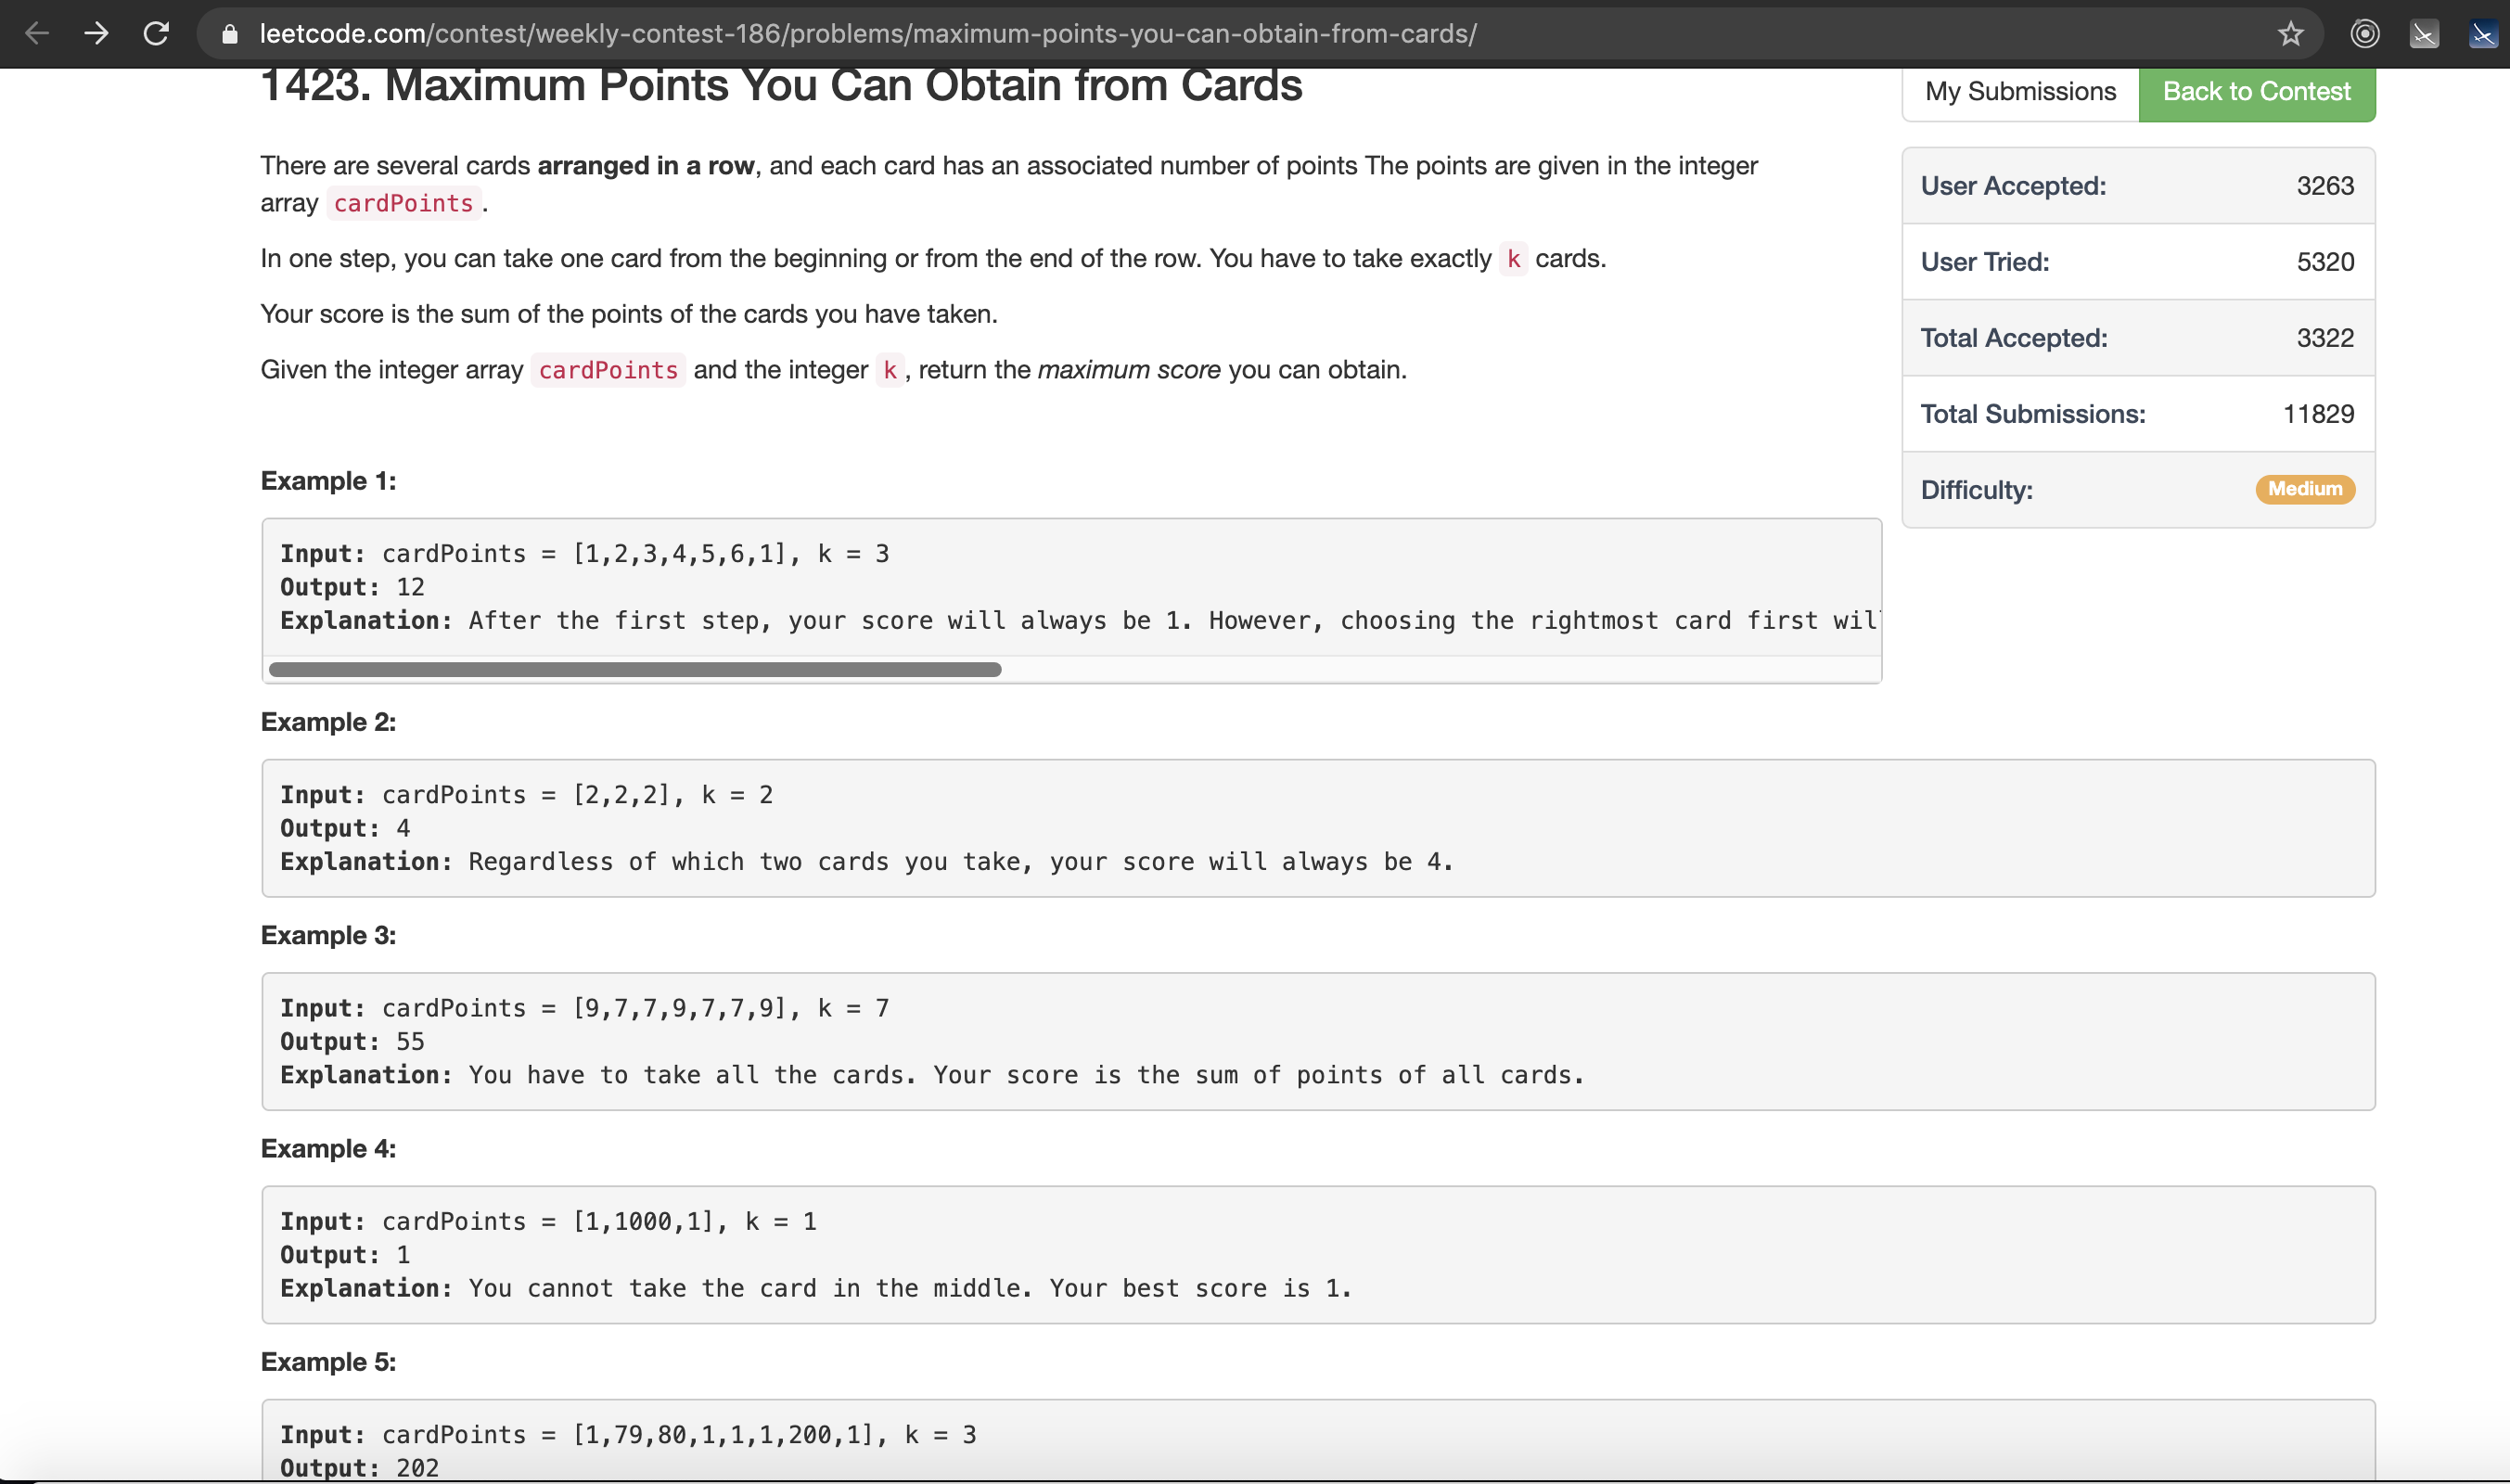 leetcode.com/contest/weekly-contest-186/problems/maximum-points-you-can-obtain-from-cards/
1423. Maximum Points You Can Obtain from Cards
My Submissions
Back to Contest
There are several cards arranged in a row, and each card has an associated number of points The points are given in the integer
array cardPoints.
In one step, you can take one card from the beginning or from the end of the row. You have to take exactly k cards.
Your score is the sum of the points of the cards you have taken.
Given the integer array cardPoints and the integer k, return the maximum score you can obtain.
User Accepted: 3263
User Tried: 5320
Total Accepted: 3322
Total Submissions: 11829
Difficulty: Medium
Example 1:
Input: cardPoints = [1,2,3,4,5,6,1], k = 3
Output: 12
Explanation: After the first step, your score will always be 1. However, choosing the rightmost card first wil
Example 2:
Input: cardPoints = [2,2,2], k = 2
Output: 4
Explanation: Regardless of which two cards you take, your score will always be 4.
Example 3:
Input: cardPoints = [9,7,7,9,7,7,9], k = 7
Output: 55
Explanation: You have to take all the cards. Your score is the sum of points of all cards.
Example 4:
Input: cardPoints = [1,1000,1], k = 1
Output: 1
Explanation: You cannot take the card in the middle. Your best score is 1.
Example 5:
Input: cardPoints = [1,79,80,1,1,1,200,1], k = 3
Output: 202